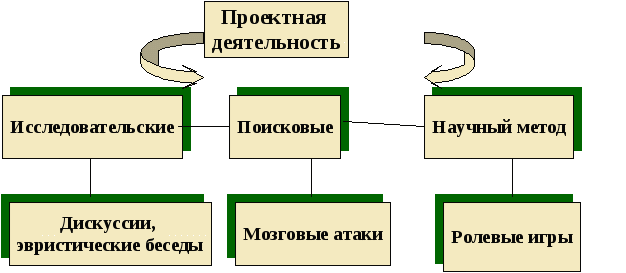 Проектная
деятельность
Исследовательские
Поисковые
Научный метод
Дискуссии,
эвристические беседы
Мозговые атаки
Ролевые игры